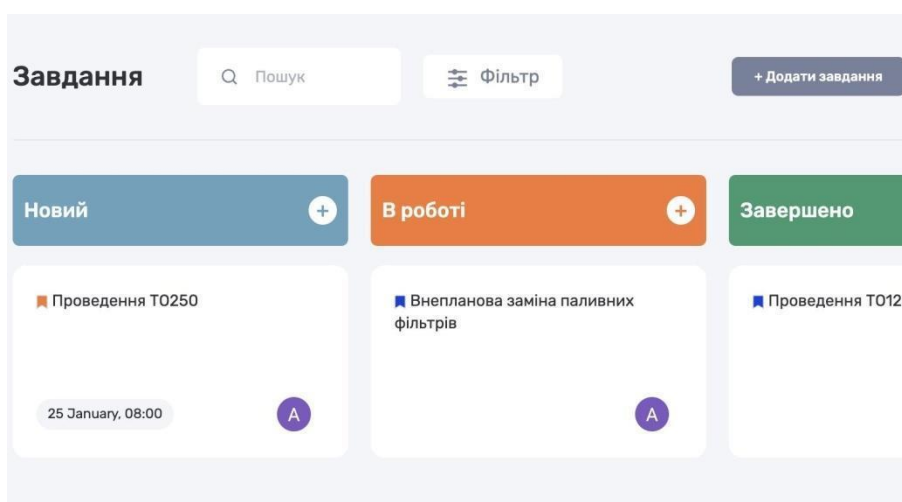 Завдання
Пошук
Фільтр
+ Додати завдання
Новий
+
В роботі
+
Завершено
Проведення ТО250
Внепланова заміна паливних
фільтрів
Проведення ТО12
25 January, 08:00
A
A